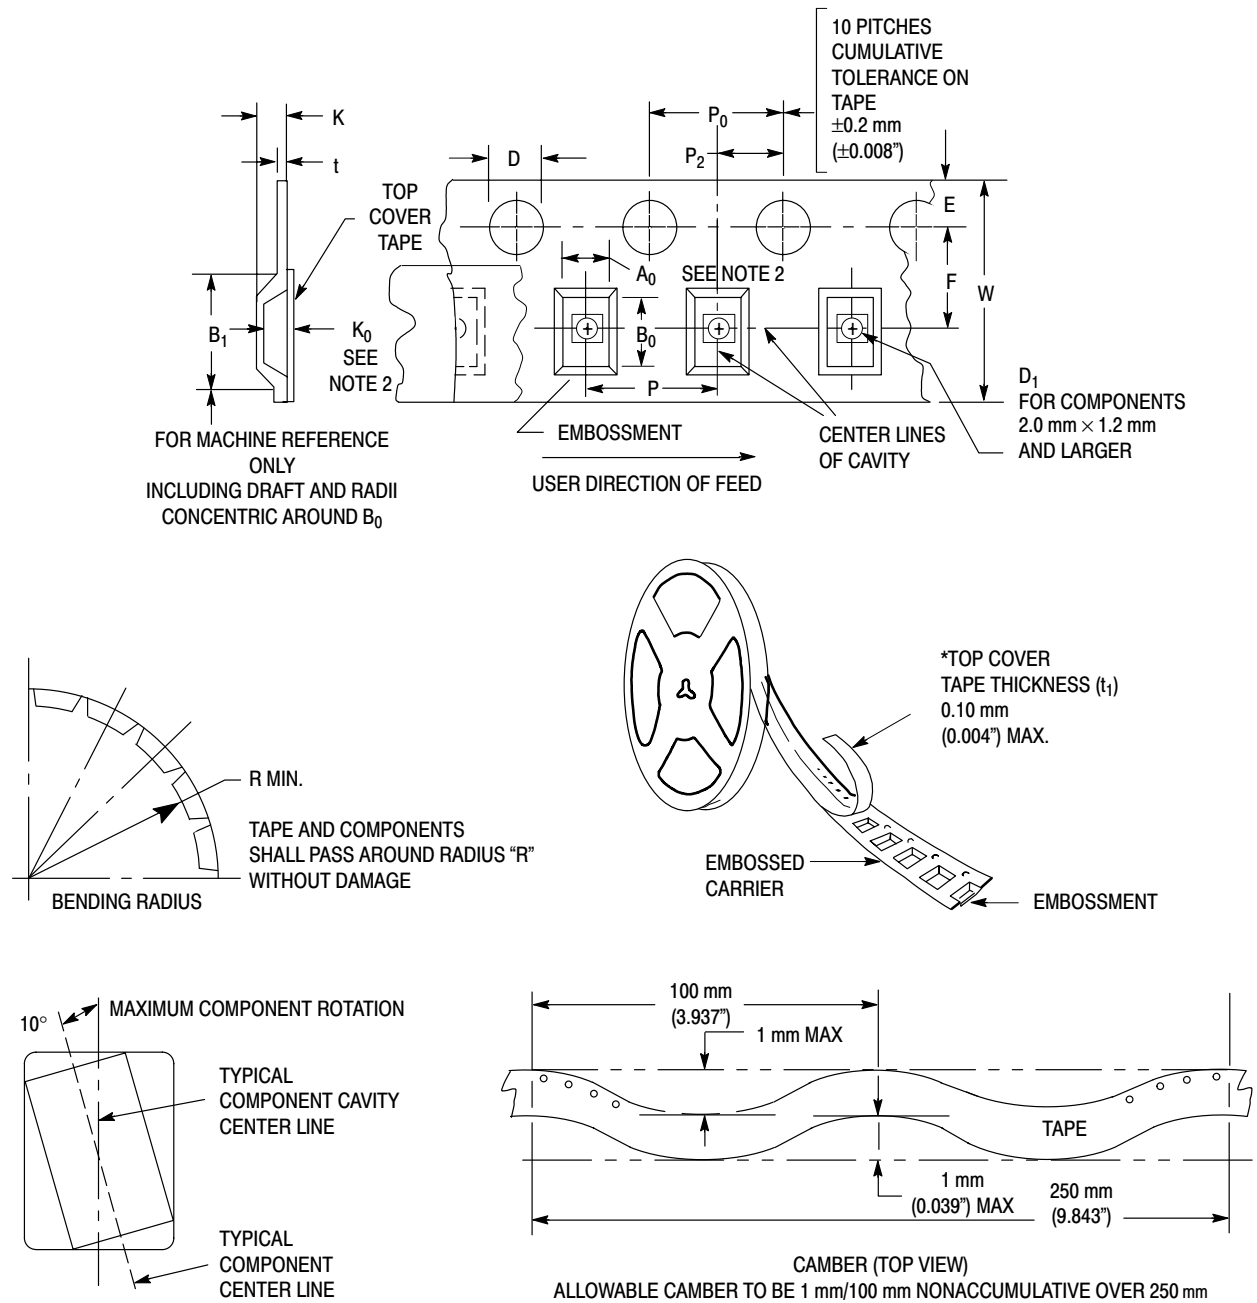 10 PITCHES
CUMULATIVE
TOLERANCE ON
TAPE
±0.2 mm
(±0.008”)
K
P0
t
D
P2
TOP
COVER
TAPE
E
A0
SEE NOTE 2
F
W
B1
K0
SEE
NOTE 2
B0
P
D1
FOR COMPONENTS
2.0 mm × 1.2 mm
AND LARGER
FOR MACHINE REFERENCE
ONLY
INCLUDING DRAFT AND RADII
CONCENTRIC AROUND B0
EMBOSSMENT
CENTER LINES
OF CAVITY
USER DIRECTION OF FEED
*TOP COVER
TAPE THICKNESS (t1)
0.10 mm
(0.004”) MAX.
R MIN.
TAPE AND COMPONENTS
SHALL PASS AROUND RADIUS “R”
WITHOUT DAMAGE
BENDING RADIUS
EMBOSSED
CARRIER
EMBOSSMENT
10°
MAXIMUM COMPONENT ROTATION
TYPICAL
COMPONENT CAVITY
CENTER LINE
TYPICAL
COMPONENT
CENTER LINE
100 mm
(3.937”)
1 mm MAX
TAPE
1 mm
(0.039”) MAX
250 mm
(9.843”)
CAMBER (TOP VIEW)
ALLOWABLE CAMBER TO BE 1 mm/100 mm NONACCUMULATIVE OVER 250 mm